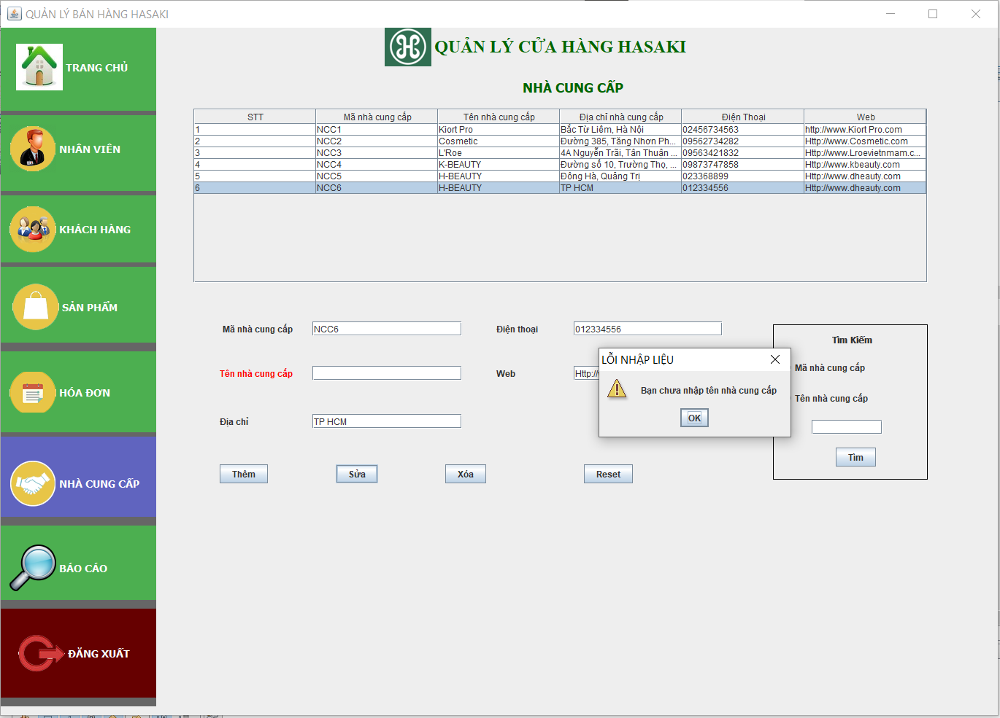 QUẢN LÝ BÁN HÀNG HASAKI
TRANG CHỦ
NHÂN VIÊN
KHÁCH HÀNG
SẢN PHẨM
HÓA ĐƠN
NHÀ CUNG CẤP
BÁO CÁO
ĐĂNG XUẤT
QUẢN LÝ CỬA HÀNG HASAKI
NHÀ CUNG CẤP
STT Mã nhà cung cấp Tên nhà cung cấp Địa chỉ nhà cung cấp Điện Thoại Web
1 NCC1 Kiort Pro Bắc Từ Liêm, Hà Nội 02456734563 http://www.Kiort Pro.com
2 NCC2 Cosmetic Đường 385, Tăng Nhơn Ph... 09562734282 Http://www.Cosmetic.com
3 NCC3 L'Roe 4A Nguyễn Trãi, Tân Thuận ... 09563421832 Http://www.Lroevietnmam.c...
4 NCC4 K-BEAUTY Đường số 10, Trường Thọ, ... 09873747858 Http://www.kbeauty.com
5 NCC5 H-BEAUTY Đông Hà, Quảng Trị 023368899 Http://www.dheauty.com
6 NCC6 H-BEAUTY TP HCM 012334556 Http://www.dheauty.com
Mã nhà cung cấp NCC6 Điện thoại 012334556
Tên nhà cung cấp Web Http://
Địa chỉ TP HCM
Thêm Sửa Xóa Reset
LỖI NHẬP LIỆU
Bạn chưa nhập tên nhà cung cấp
OK
Tìm Kiếm
Mã nhà cung cấp
Tên nhà cung cấp
Tìm